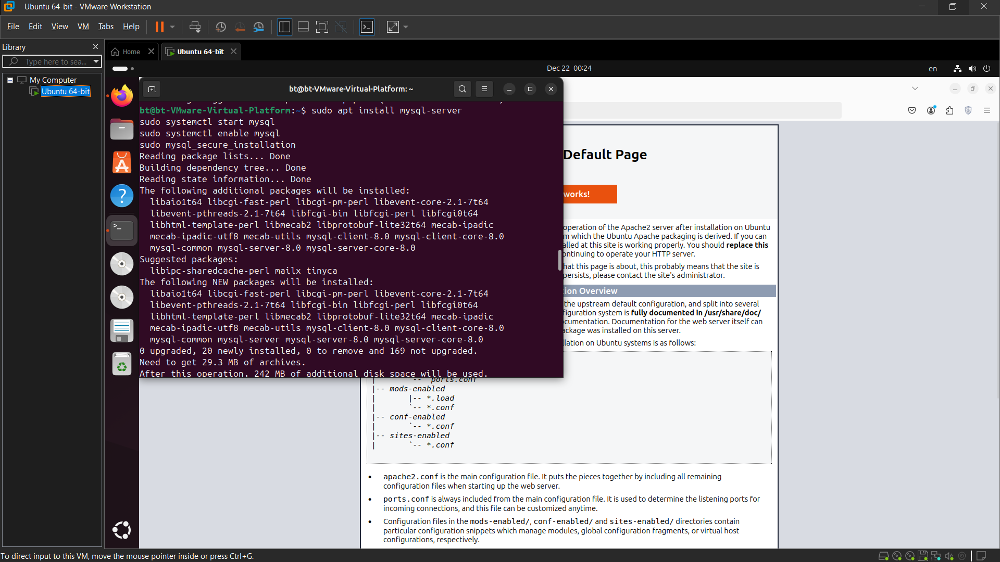 Ubuntu 64-bit - VMware Workstation
File Edit View VM Tabs Help
Library
Type here to sea...
My Computer
Ubuntu 64-bit
Home
Ubuntu 64-bit
Dec 22 00:24
en
bt@bt-VMware-Virtual-Platform: ~
bt@bt-VMware-Virtual-Platform:~$ sudo apt install mysql-server
sudo systemctl start mysql
sudo systemctl enable mysql
sudo mysql_secure_installation
Reading package lists... Done
Building dependency tree... Done
Reading state information... Done
The following additional packages will be installed:
libaio1t64 libcgi-fast-perl libcgi-pm-perl libevent-core-2.1-7t64
libevent-pthreads-2.1-7t64 libfcgi-bin libfcgi-perl libfcgi0t64
libhtml-template-perl libmecab2 libprotobuf-lite32t64 mecab-ipadic
mecab-ipadic-utf8 mecab-utils mysql-client-8.0 mysql-client-core-8.0
mysql-common mysql-server-8.0 mysql-server-core-8.0
Suggested packages:
libipc-sharedcache-perl mailx tinyca
The following NEW packages will be installed:
libaio1t64 libcgi-fast-perl libcgi-pm-perl libevent-core-2.1-7t64
libevent-pthreads-2.1-7t64 libfcgi-bin libfcgi-perl libfcgi0t64
libhtml-template-perl libmecab2 libprotobuf-lite32t64 mecab-ipadic
mecab-ipadic-utf8 mecab-utils mysql-client-8.0 mysql-client-core-8.0
mysql-common mysql-server mysql-server-8.0 mysql-server-core-8.0
0 upgraded, 20 newly installed, 0 to remove and 169 not upgraded.
Need to get 29.3 MB of archives.
After this operation, 242 MB of additional disk space will be used.
Default Page
works!
operation of the Apache2 server after installation on Ubuntu
m which the Ubuntu Apache packaging is derived. If you can
alled at this site is working properly. You should replace this
ontinuing to operate your HTTP server.
hat this page is about, this probably means that the site is
persists, please contact the site's administrator.
tion Overview
the upstream default configuration, and split into several
figuration system is fully documented in /usr/share/doc/
cumentation. Documentation for the web server itself can
ackage was installed on this server.
llation on Ubuntu systems is as follows:
| `-- ports.conf
|-- mods-enabled
| |-- *.load
| `-- *.conf
|-- conf-enabled
| `-- *.conf
|-- sites-enabled
| `-- *.conf
• apache2.conf is the main configuration file. It puts the pieces together by including all remaining
configuration files when starting up the web server.
• ports.conf is always included from the main configuration file. It is used to determine the listening ports for
incoming connections, and this file can be customized anytime.
• Configuration files in the mods-enabled/, conf-enabled/ and sites-enabled/ directories contain
particular configuration snippets which manage modules, global configuration fragments, or virtual host
configurations, respectively.
To direct input to this VM, move the mouse pointer inside or press Ctrl+G.